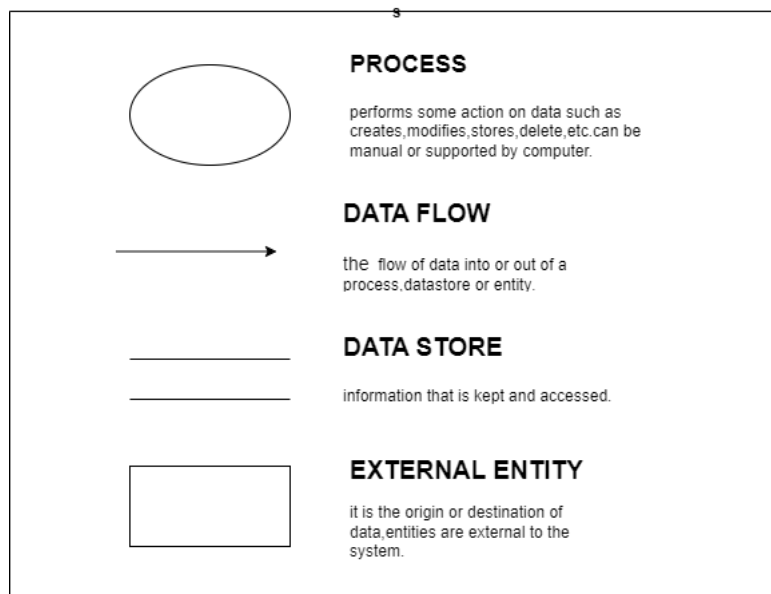 s
PROCESS
performs some action on data such as
creates,modifies,stores,delete,etc.can be
manual or supported by computer.
DATA FLOW
the flow of data into or out of a
process,datastore or entity.
DATA STORE
information that is kept and accessed.
EXTERNAL ENTITY
it is the origin or destination of
data,entities are external to the
system.